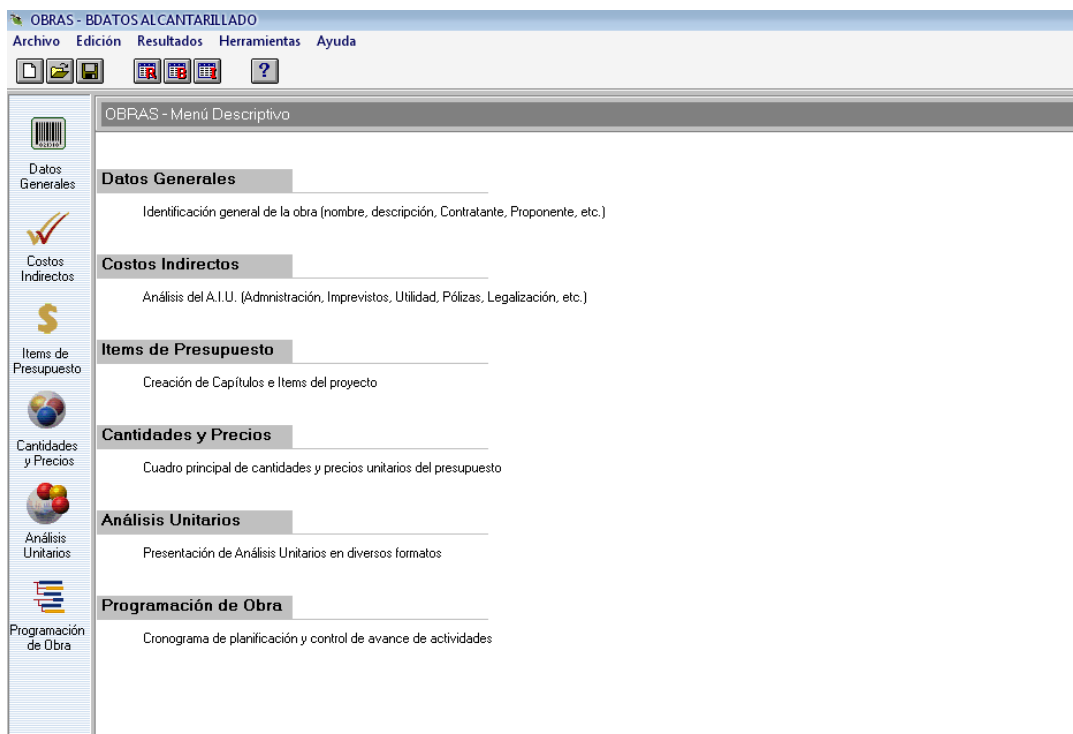 OBRAS - BDATOS ALCANTARILLADO
Archivo Edición Resultados Herramientas Ayuda
R B I ?
OBRAS - Menú Descriptivo
021310
Datos
Generales
Costos
Indirectos
Items de
Presupuesto
Cantidades
y Precios
Análisis
Unitarios
Programación
de Obra
Datos Generales
Identificación general de la obra (nombre, descripción, Contratante, Proponente, etc.)
Costos Indirectos
Análisis del A.I.U. (Admnistración, Imprevistos, Utilidad, Pólizas, Legalización, etc.)
Items de Presupuesto
Creación de Capítulos e Items del proyecto
Cantidades y Precios
Cuadro principal de cantidades y precios unitarios del presupuesto
Análisis Unitarios
Presentación de Análisis Unitarios en diversos formatos
Programación de Obra
Cronograma de planificación y control de avance de actividades